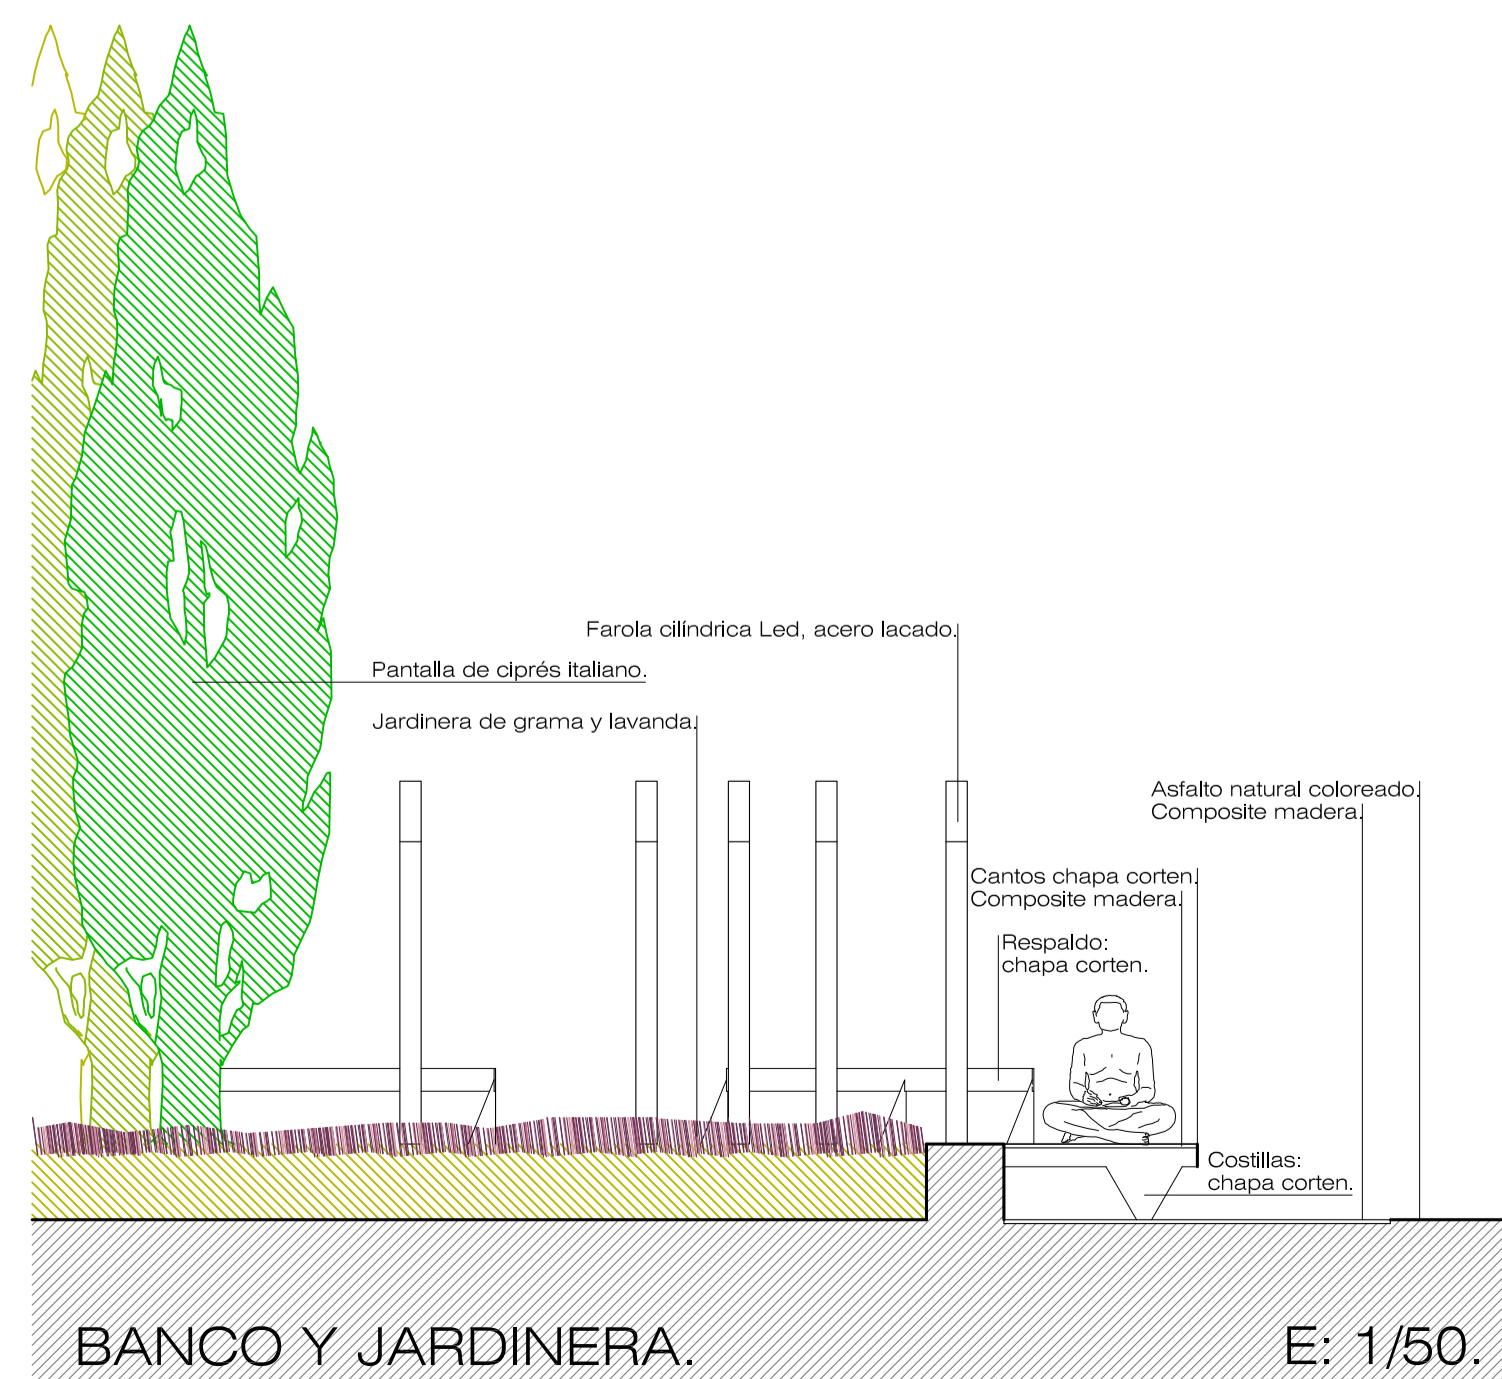 Farola cilíndrica Led, acero lacado.
Pantalla de ciprés italiano.
Jardinera de grama y lavanda.
Asfalto natural coloreado.
Composite madera.
Cantos chapa corten.
Composite madera.
Respaldo:
chapa corten.
Costillas:
chapa corten.
BANCO Y JARDINERA.
E: 1/50.